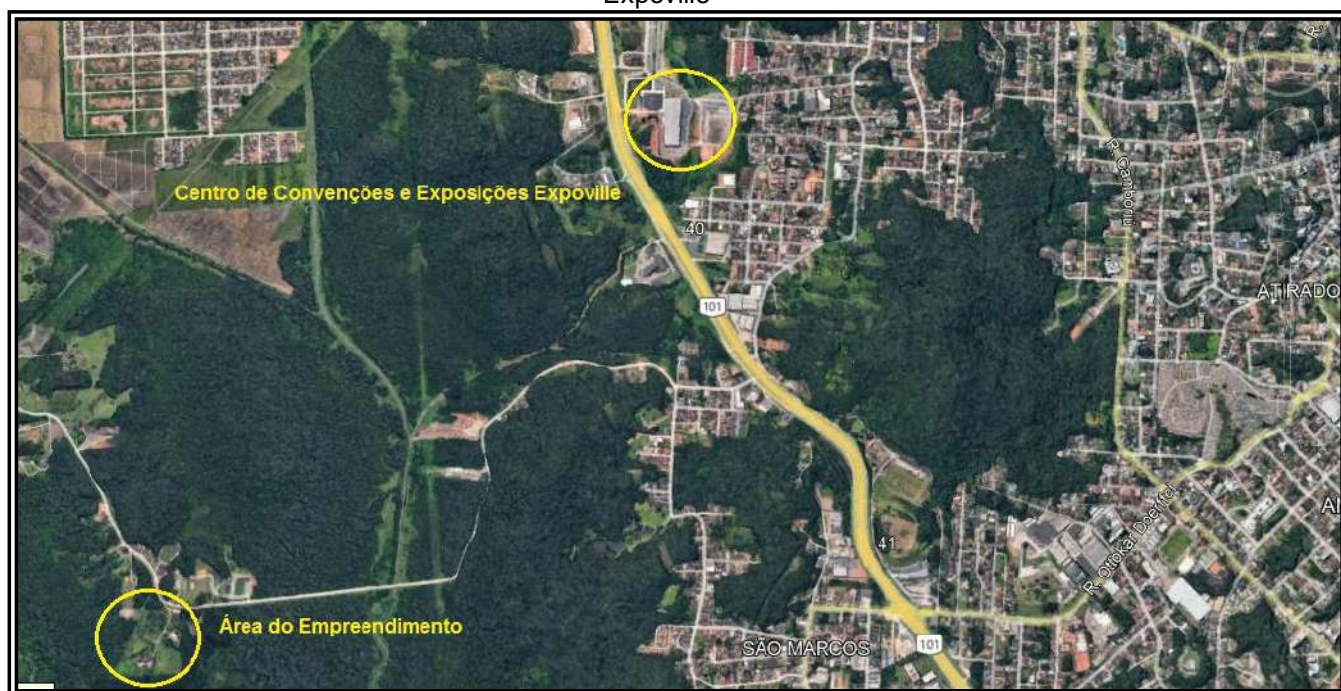 Expoville
R.
R. Camboriú
Centro de Convenções e Exposições Expoville
40
ATIRADO
101
R. Ottokar Doerffel
AI
41
Área do Empreendimento
SÃO MARCOS
101